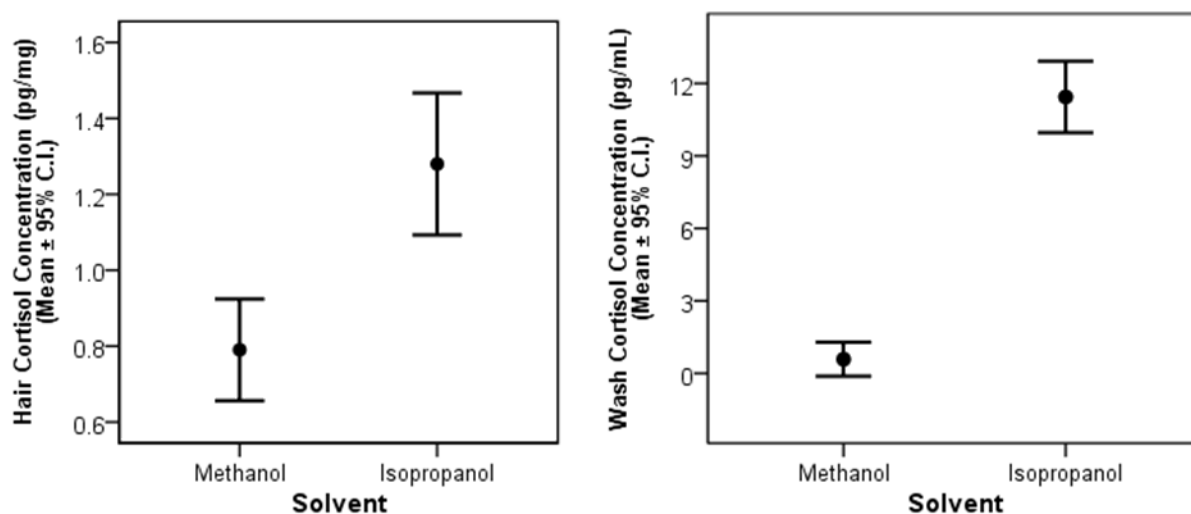 Hair Cortisol Concentration (pg/mg)
(Mean ± 95% C.I.)
1.6
1.4
1.2
1.0
0.8
0.6
Methanol
Isopropanol
Solvent
Wash Cortisol Concentration (pg/mL)
(Mean ± 95% C.I.)
12
9
6
3
0
Methanol
Isopropanol
Solvent